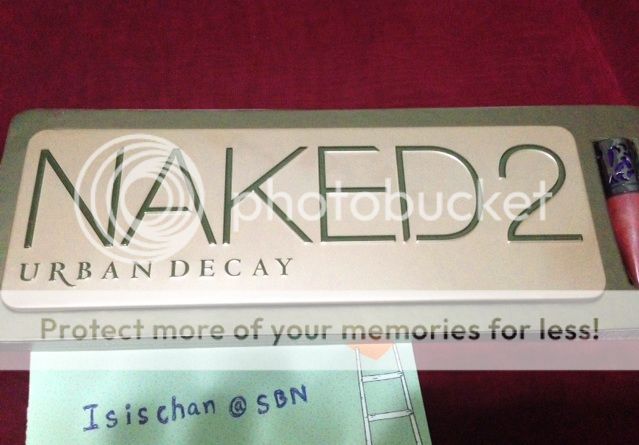 NAKED2
URBAN DECAY
photobucket
Protect more of your memories for less!
Isischan @ SBN